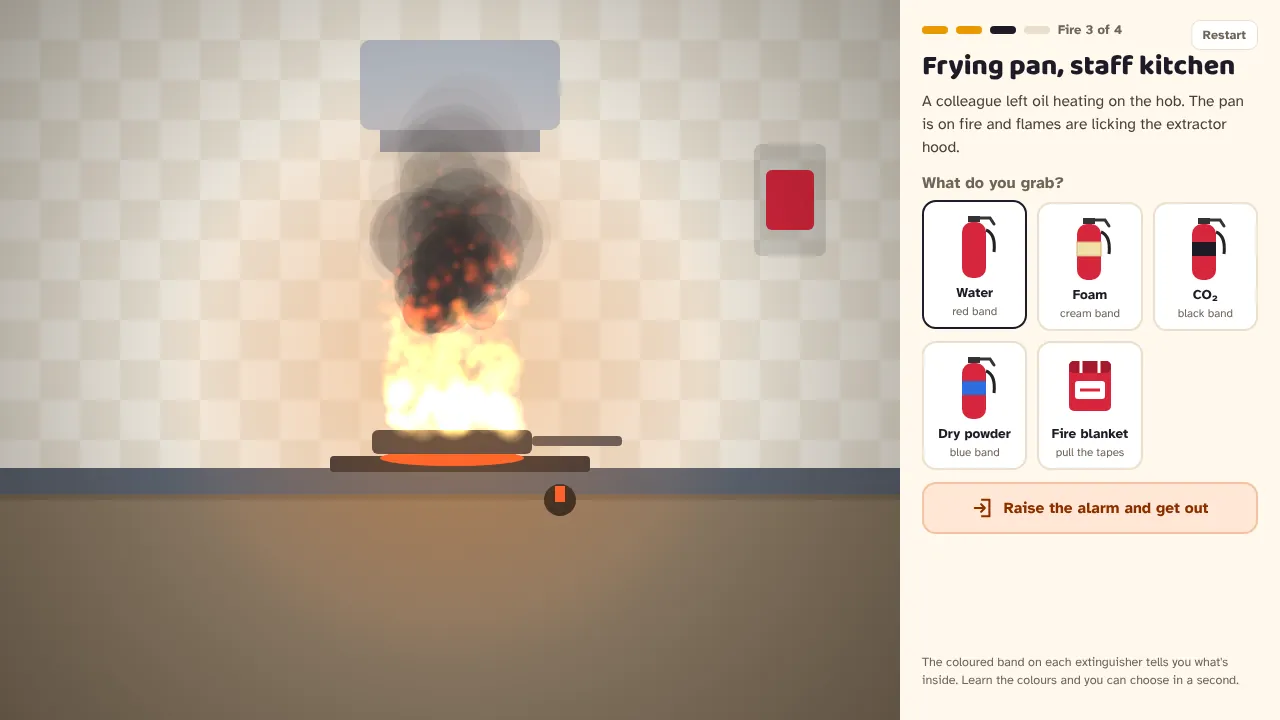 Fire 3 of 4
Restart
Frying pan, staff kitchen
A colleague left oil heating on the hob. The pan
is on fire and flames are licking the extractor
hood.
What do you grab?
Water
red band
Foam
cream band
CO₂
black band
Dry powder
blue band
Fire blanket
pull the tapes
Raise the alarm and get out
The coloured band on each extinguisher tells you what's
inside. Learn the colours and you can choose in a second.